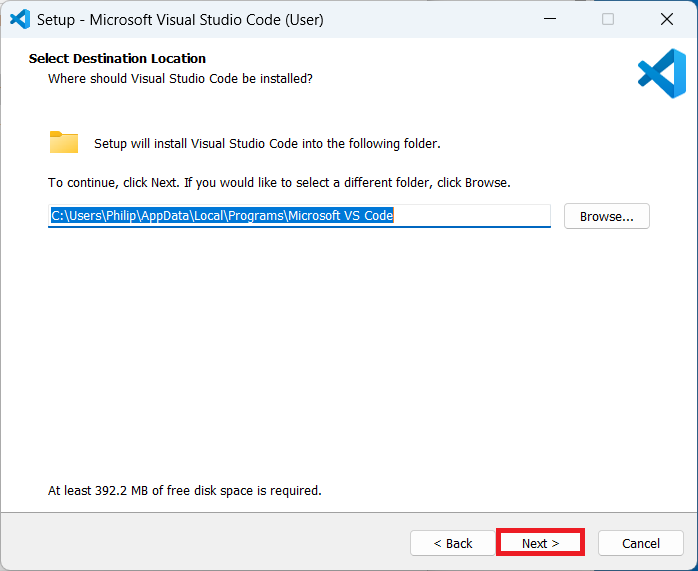 Setup - Microsoft Visual Studio Code (User)
Select Destination Location
Where should Visual Studio Code be installed?
Setup will install Visual Studio Code into the following folder.
To continue, click Next. If you would like to select a different folder, click Browse.
C:\Users\Philip\AppData\Local\Programs\Microsoft VS Code
Browse...
At least 392.2 MB of free disk space is required.
< Back
Next >
Cancel